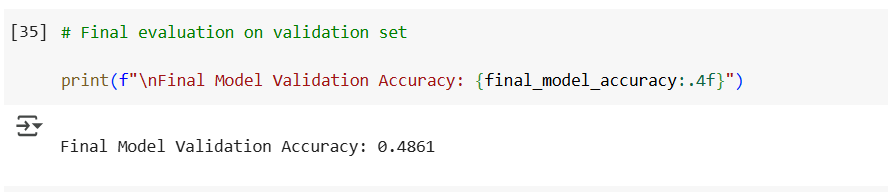 [35] # Final evaluation on validation set
print(f"\nFinal Model Validation Accuracy: {final_model_accuracy:.4f}")
Final Model Validation Accuracy: 0.4861